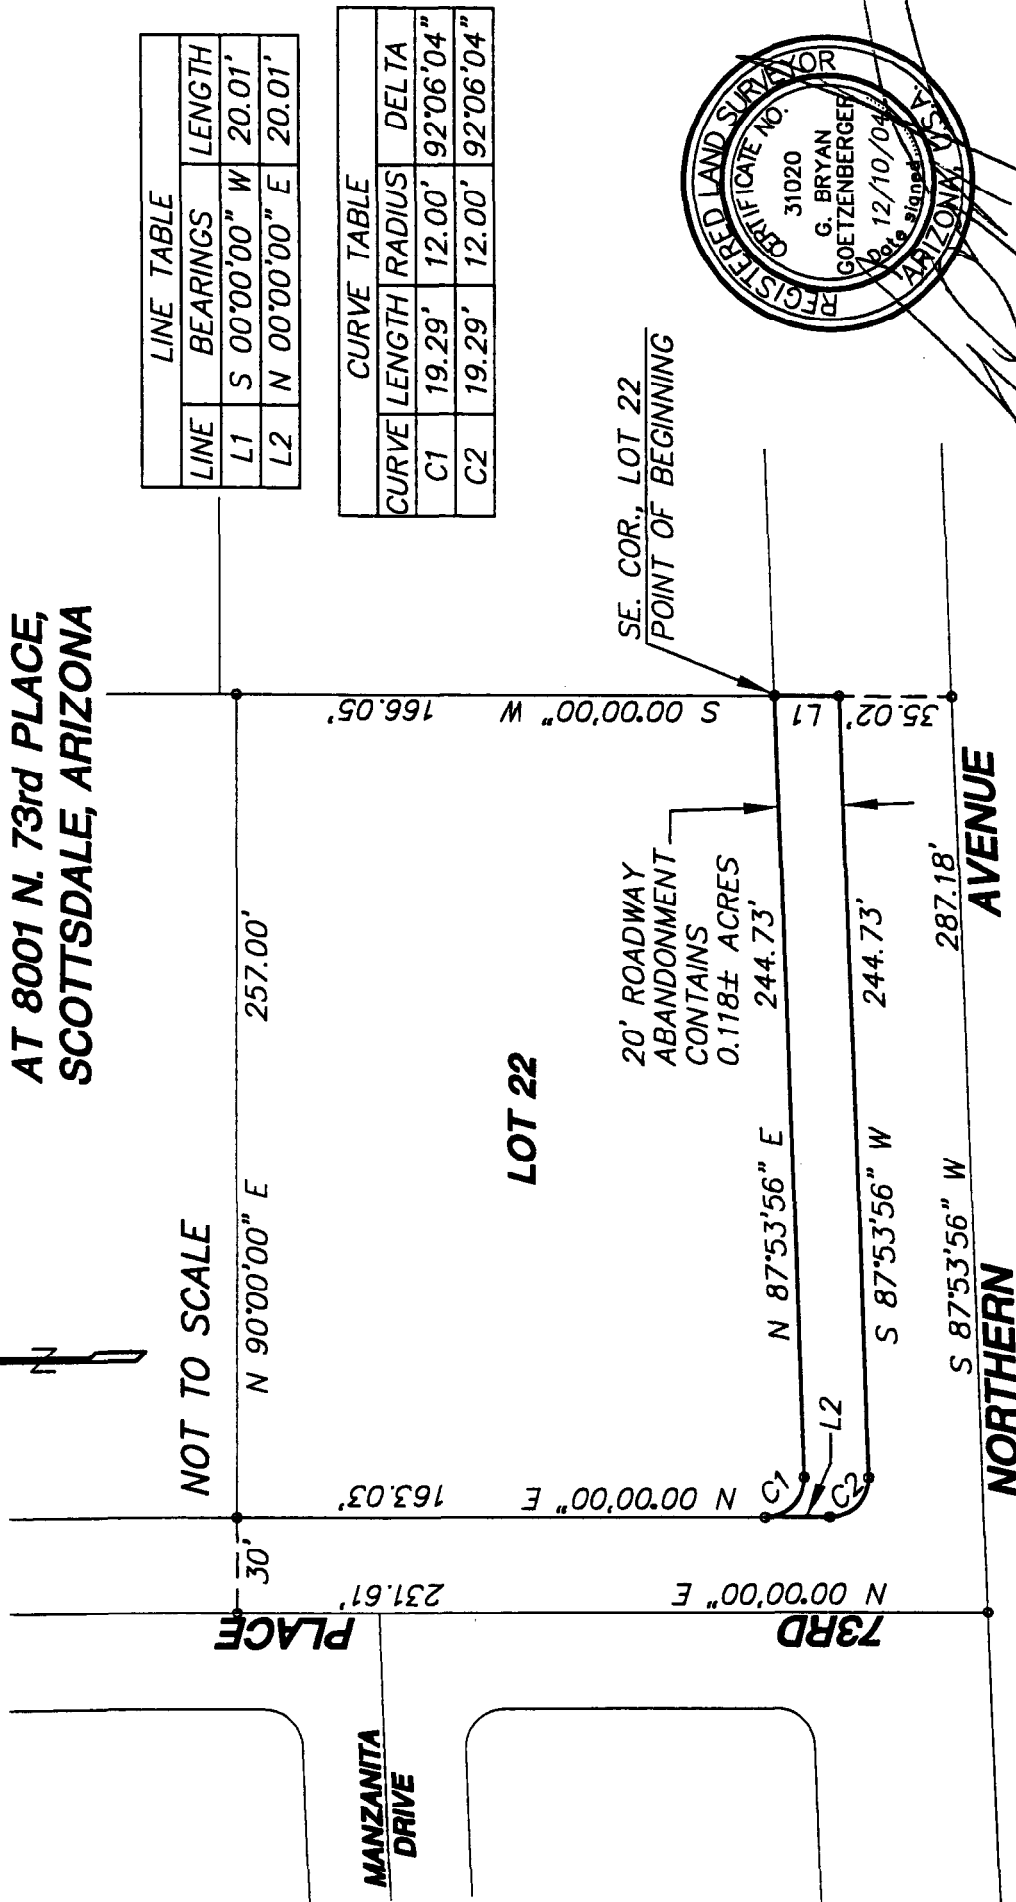 AT 8001 N. 73rd PLACE,
SCOTTSDALE, ARIZONA
NOT TO SCALE
N
LINE TABLE
LINE BEARINGS LENGTH
L1 S 00°00'00" W 20.01'
L2 N 00°00'00" E 20.01'
CURVE TABLE
CURVE LENGTH RADIUS DELTA
C1 19.29' 12.00' 92°06'04"
C2 19.29' 12.00' 92°06'04"
30'
N 90°00'00" E 257.00'
PLACE
231.61'
N 00°00'00" E
73RD
163.03'
N 00°00'00" E
166.05'
S 00°00'00" W
L1
35.02'
MANZANITA
DRIVE
LOT 22
SE. COR., LOT 22
POINT OF BEGINNING
20' ROADWAY
ABANDONMENT
CONTAINS
0.118± ACRES
N 87°53'56" E 244.73'
C1
L2
C2
S 87°53'56" W 244.73'
S 87°53'56" W 287.18'
NORTHERN AVENUE
REGISTERED LAND SURVEYOR
CERTIFICATE NO.
31020
G. BRYAN
GOETZENBERGER
12/10/04
Date signed
ARIZONA, U.S.A.